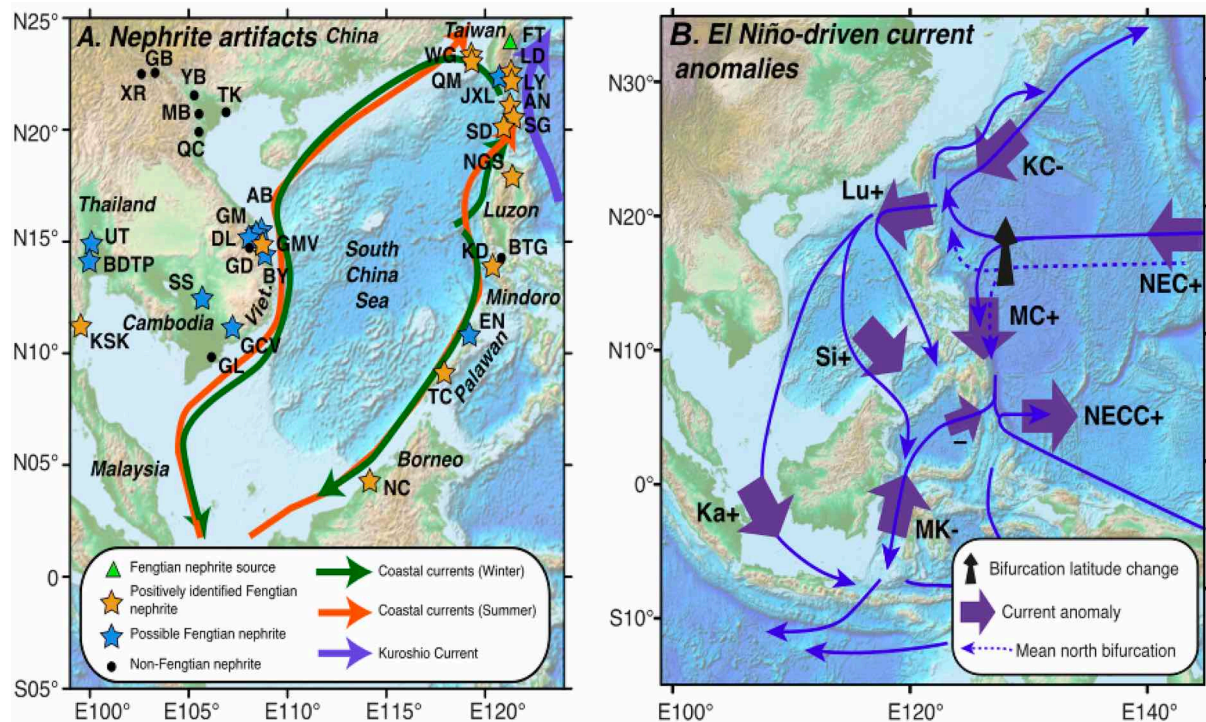 A. Nephrite artifacts
China
Taiwan
FT
WG
LD
QM
LY
JXL
AN
SG
SD
NGS
Luzon
GB
XR
YB
MB
TK
QC
Thailand
UT
BDTP
KSK
AB
GM
DL
GMV
GD
BY
SS
Viet.
Cambodia
GCV
GL
South
China
Sea
KD
BTG
Mindoro
EN
Palawan
TC
Malaysia
Borneo
NC
Fengtian nephrite source
Positively identified Fengtian
nephrite
Possible Fengtian nephrite
Non-Fengtian nephrite
Coastal currents (Winter)
Coastal currents (Summer)
Kuroshio Current
N25°
N20°
N15°
N10°
N05°
0°
S05°
E100°
E105°
E110°
E115°
E120°
B. El Niño-driven current
anomalies
KC-
Lu+
NEC+
MC+
Si+
NECC+
–
Ka+
MK-
Bifurcation latitude change
Current anomaly
Mean north bifurcation
N30°
N20°
N10°
0°
S10°
E100°
E120°
E140°